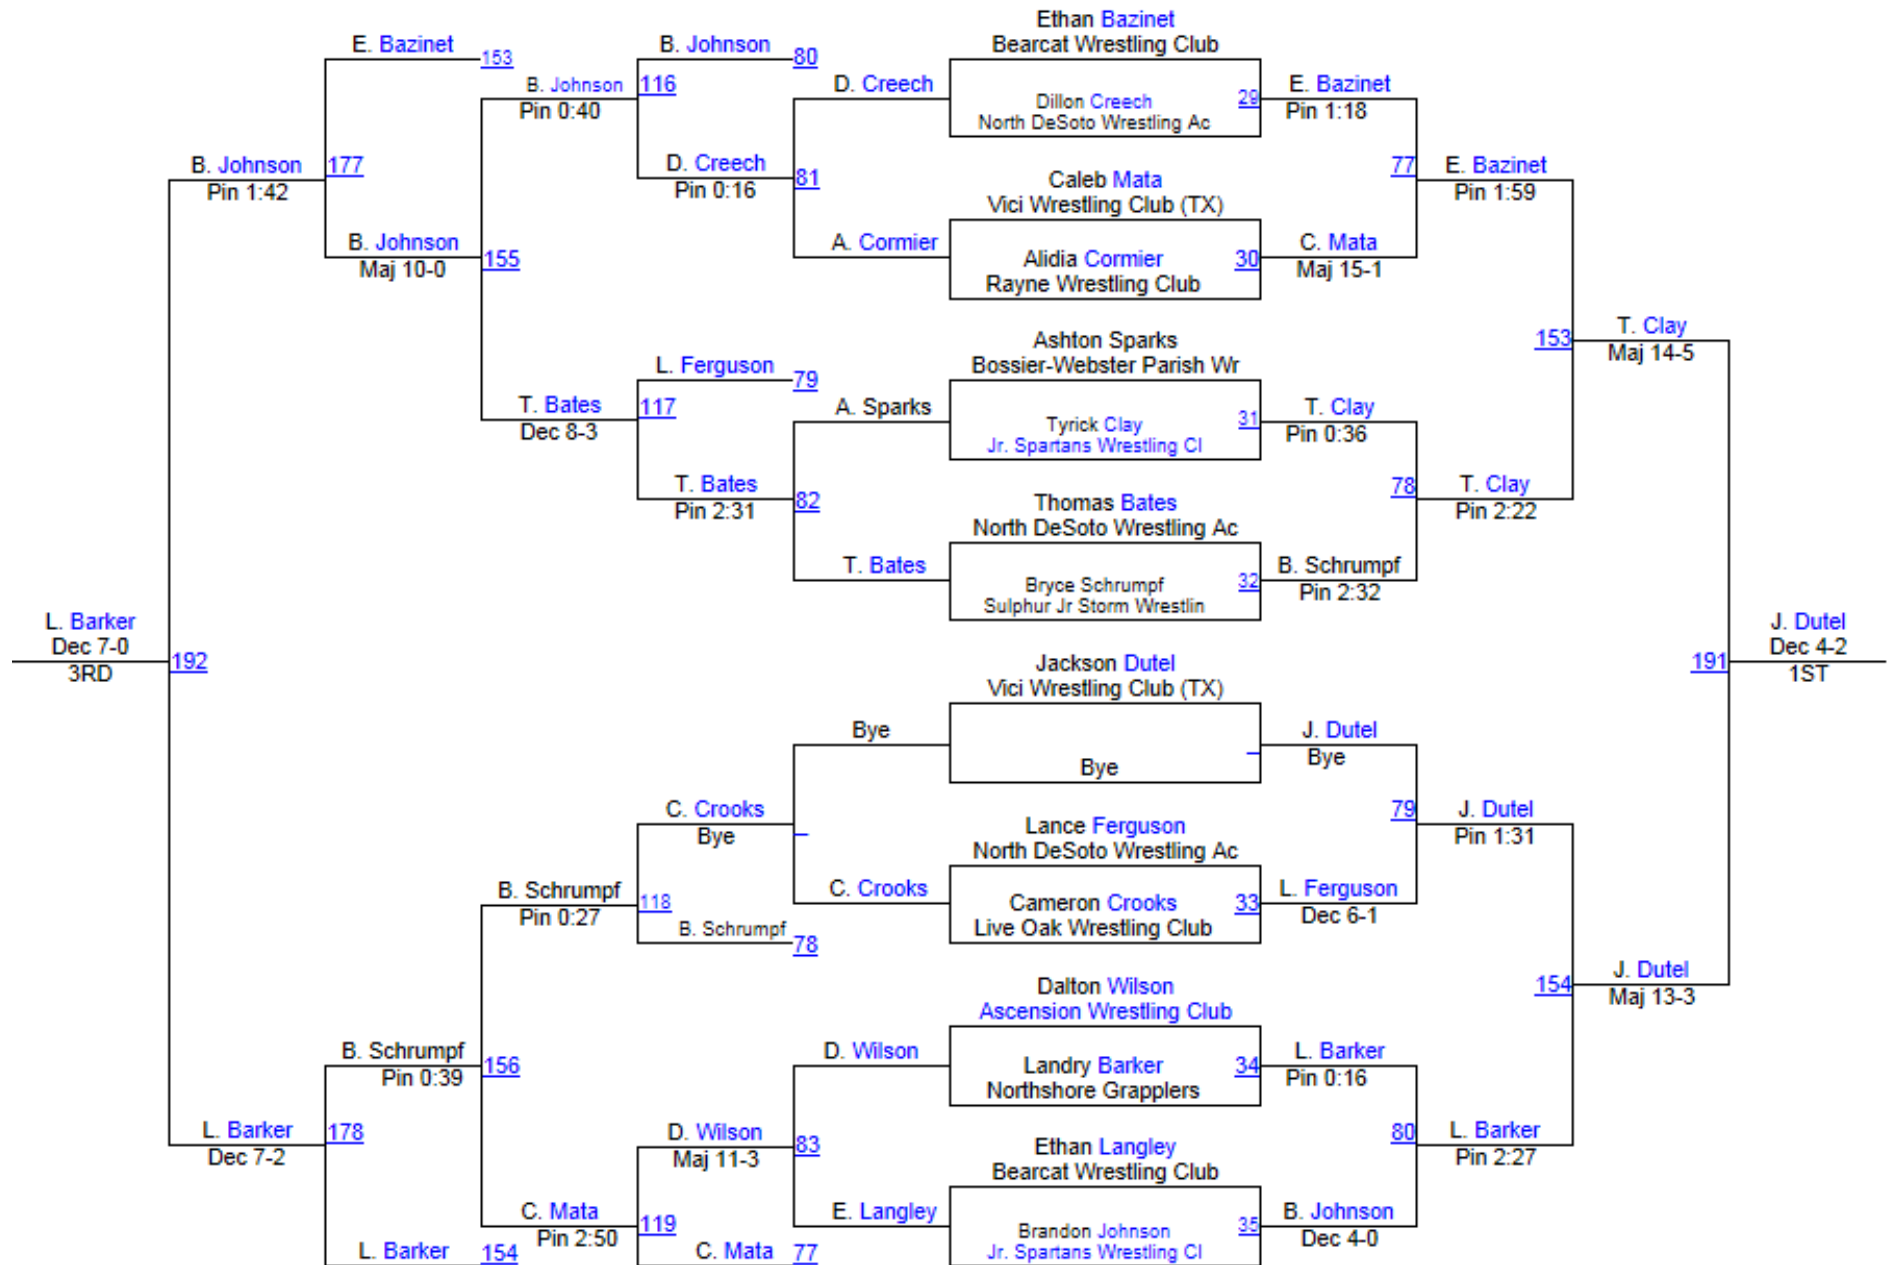 Ethan Bazinet
E. Bazinet
B. Johnson
Bearcat Wrestling Club
153
80
B. Johnson
116
D. Creech
Dillon Creech
29
E. Bazinet
Pin 0:40
North DeSoto Wrestling Ac
Pin 1:18
B. Johnson
177
D. Creech
Caleb Mata
77
E. Bazinet
Pin 1:42
Pin 0:16
81
Vici Wrestling Club (TX)
Pin 1:59
B. Johnson
A. Cormier
Alidia Cormier
30
C. Mata
Maj 10-0
155
Rayne Wrestling Club
Maj 15-1
Ashton Sparks
153
T. Clay
L. Ferguson
79
Bossier-Webster Parish Wr
Maj 14-5
T. Bates
117
A. Sparks
Tyrick Clay
31
T. Clay
Dec 8-3
Jr. Spartans Wrestling Cl
Pin 0:36
T. Bates
82
Thomas Bates
78
T. Clay
Pin 2:31
North DeSoto Wrestling Ac
Pin 2:22
T. Bates
Bryce Schrumpf
32
B. Schrumpf
Sulphur Jr Storm Wrestlin
Pin 2:32
L. Barker
J. Dutel
Dec 7-0
192
Jackson Dutel
191
Dec 4-2
3RD
Vici Wrestling Club (TX)
1ST
Bye
J. Dutel
Bye
Bye
C. Crooks
Lance Ferguson
79
J. Dutel
Bye
North DeSoto Wrestling Ac
Pin 1:31
B. Schrumpf
118
C. Crooks
Cameron Crooks
33
L. Ferguson
Pin 0:27
B. Schrumpf
78
Live Oak Wrestling Club
Dec 6-1
Dalton Wilson
154
J. Dutel
Ascension Wrestling Club
Maj 13-3
B. Schrumpf
156
D. Wilson
Landry Barker
34
L. Barker
Pin 0:39
Northshore Grapplers
Pin 0:16
L. Barker
178
D. Wilson
83
Ethan Langley
80
L. Barker
Dec 7-2
Maj 11-3
Bearcat Wrestling Club
Pin 2:27
C. Mata
119
E. Langley
Brandon Johnson
35
B. Johnson
Pin 2:50
Dec 4-0
L. Barker
154
C. Mata
77
Jr. Spartans Wrestling Cl